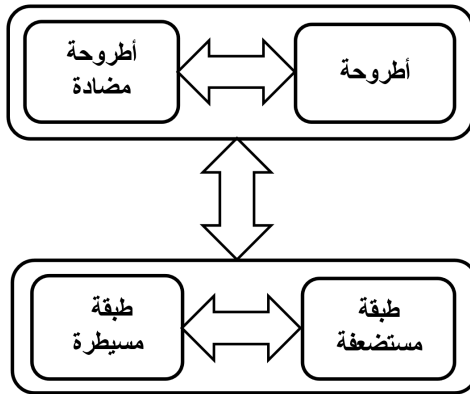 أطروحة
أطروحة
مضادة
طبقة
مستضعفة
طبقة
مسيطرة